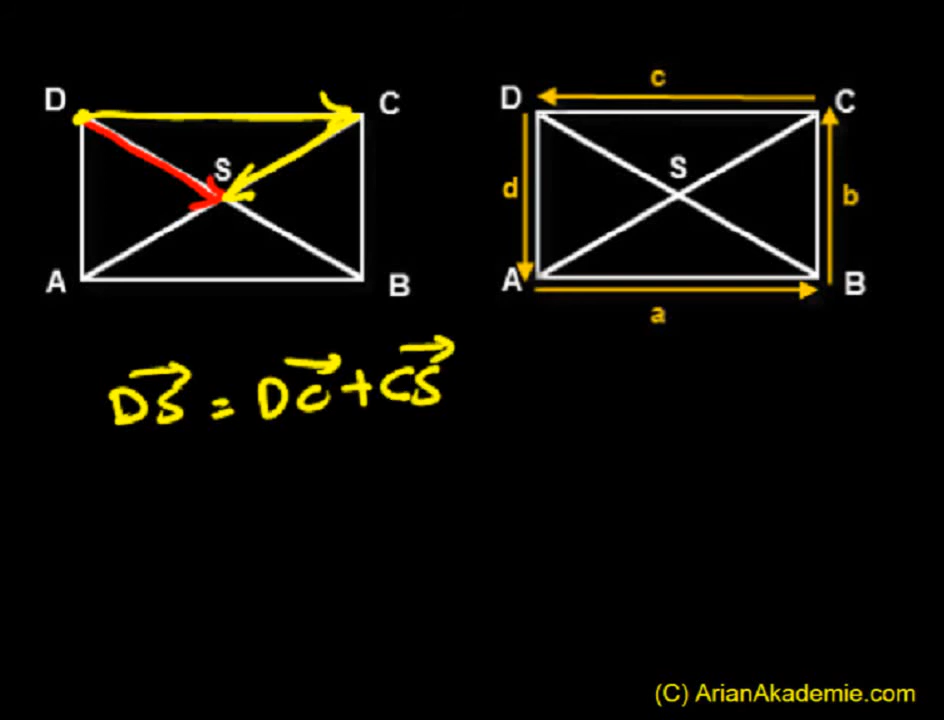 D C
S
A B
c
D C
S
d b
A B
a
DS = DC + CS
(C) ArianAkademie.com